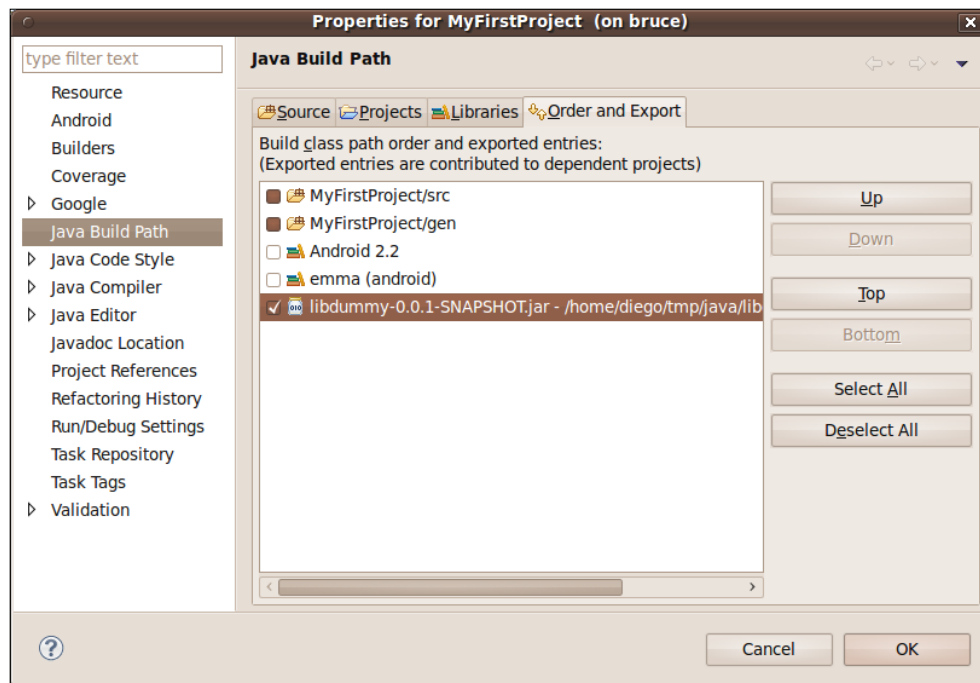 Properties for MyFirstProject (on bruce)
type filter text
Resource
Android
Builders
Coverage
Google
Java Build Path
Java Code Style
Java Compiler
Java Editor
Javadoc Location
Project References
Refactoring History
Run/Debug Settings
Task Repository
Task Tags
Validation
Java Build Path
Source Projects Libraries Order and Export
Build class path order and exported entries:
(Exported entries are contributed to dependent projects)
MyFirstProject/src
MyFirstProject/gen
Android 2.2
emma (android)
libdummy-0.0.1-SNAPSHOT.jar - /home/diego/tmp/java/lib
Up
Down
Top
Bottom
Select All
Deselect All
Cancel
OK